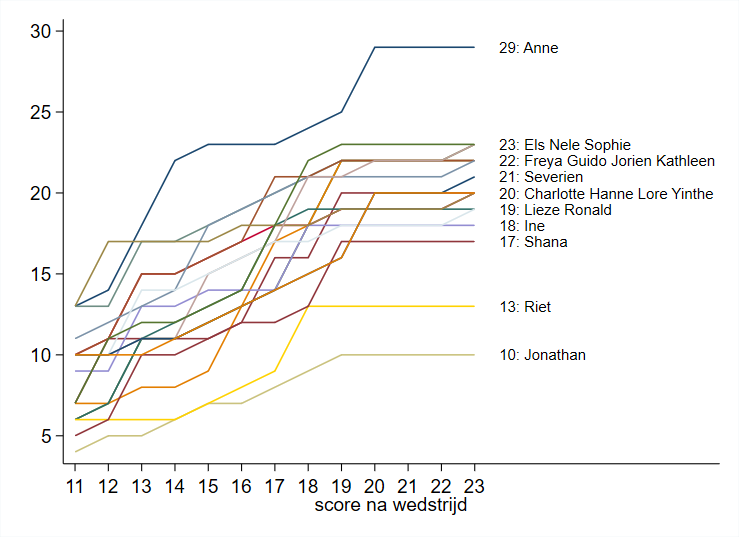 30
25
20
15
10
5
29: Anne
23: Els Nele Sophie
22: Freya Guido Jorien Kathleen
21: Severien
20: Charlotte Hanne Lore Yinthe
19: Lieze Ronald
18: Ine
17: Shana
13: Riet
10: Jonathan
11 12 13 14 15 16 17 18 19 20 21 22 23
score na wedstrijd